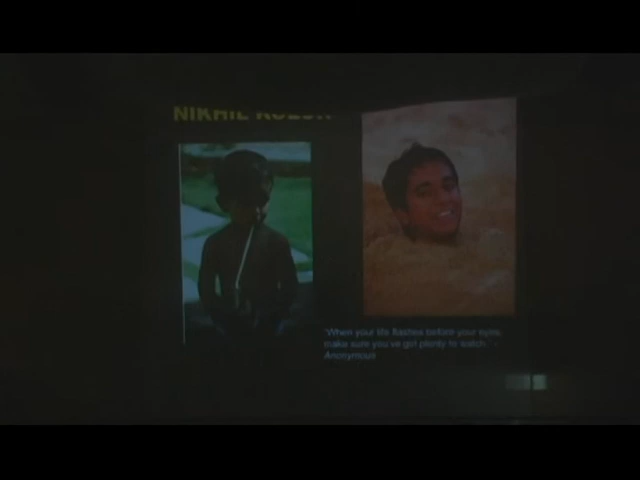 NIKHIL
"When your life flashes before your eyes,
make sure you've got plenty to watch." -
Anonymous